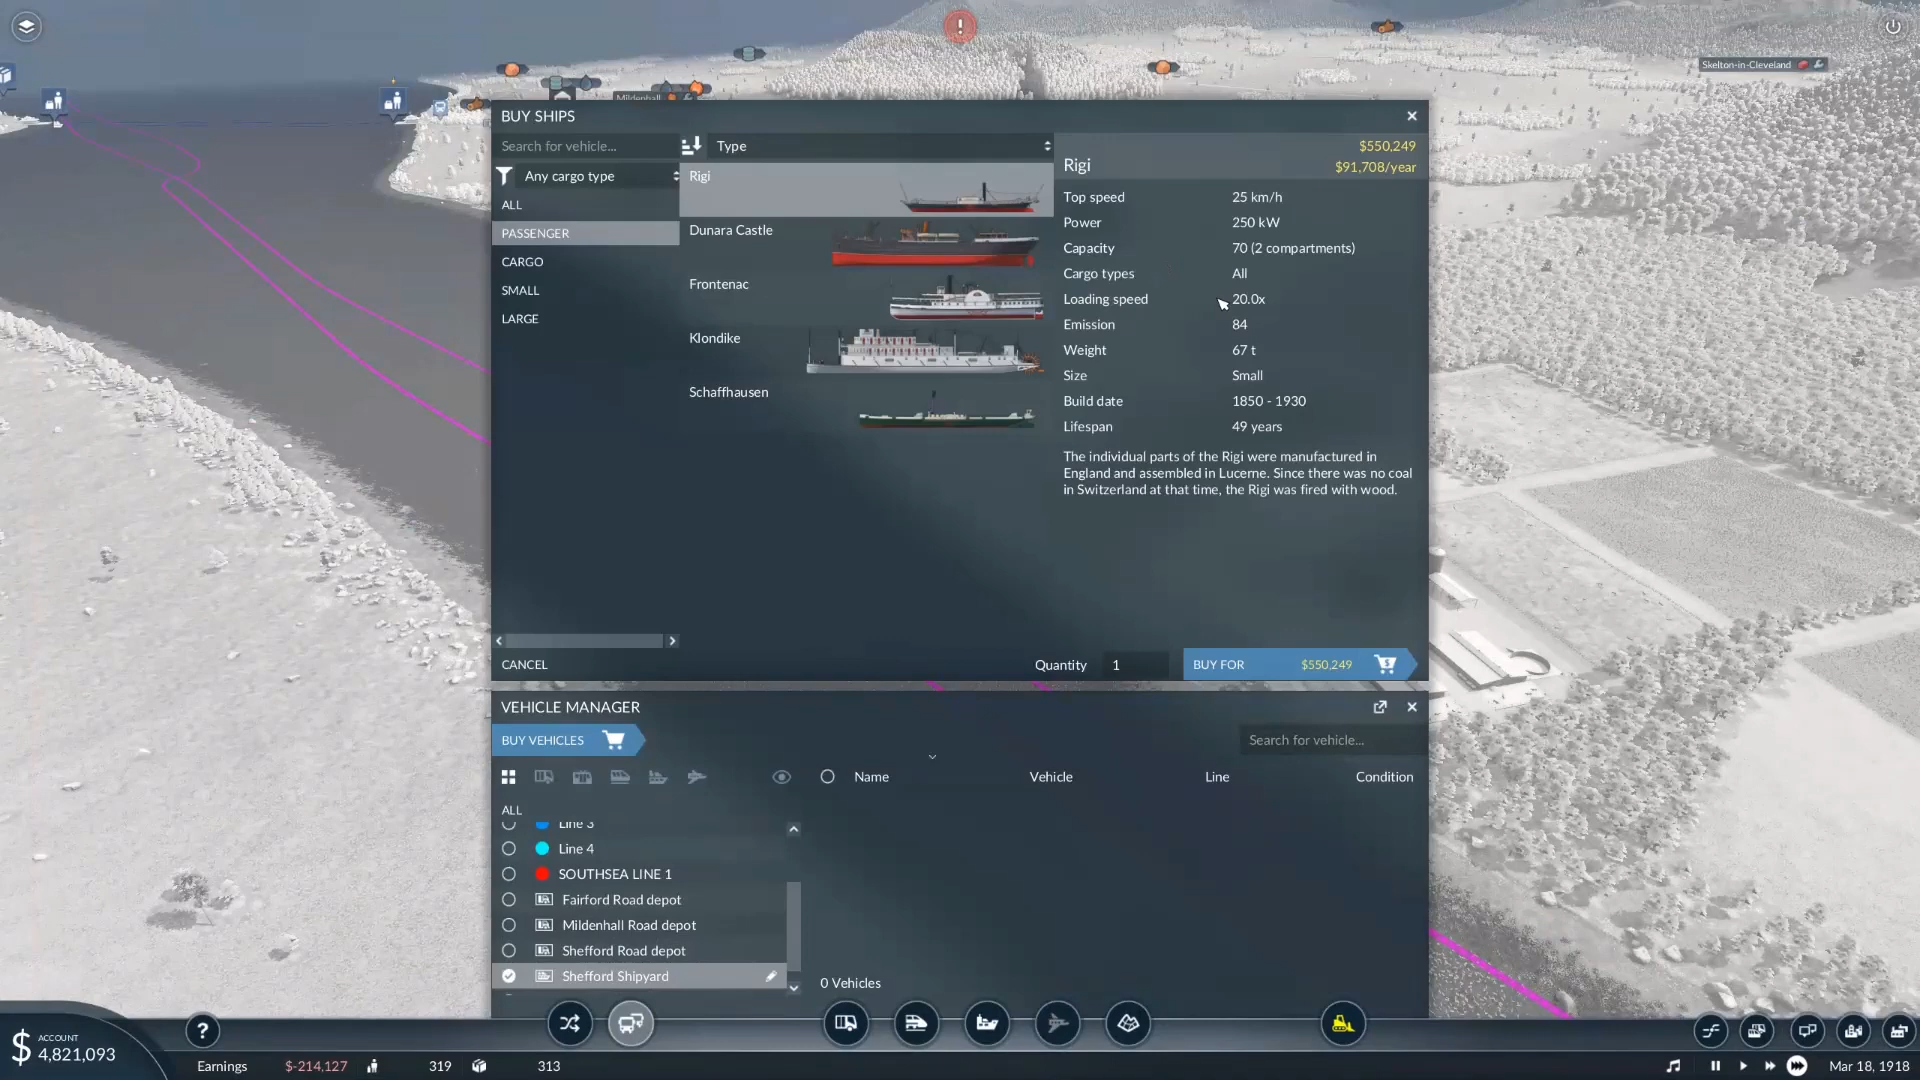 Skelton-in-Cleveland
Mildenhall
BUY SHIPS
Search for vehicle...
Type
Any cargo type
ALL
PASSENGER
CARGO
SMALL
LARGE
Rigi
Dunara Castle
Frontenac
Klondike
Schaffhausen
$550,249
Rigi
$91,708/year
Top speed 25 km/h
Power 250 kW
Capacity 70 (2 compartments)
Cargo types All
Loading speed 20.0x
Emission 84
Weight 67 t
Size Small
Build date 1850 - 1930
Lifespan 49 years
The individual parts of the Rigi were manufactured in
England and assembled in Lucerne. Since there was no coal
in Switzerland at that time, the Rigi was fired with wood.
CANCEL
Quantity 1
BUY FOR $550,249
VEHICLE MANAGER
BUY VEHICLES
Search for vehicle...
Name Vehicle Line Condition
ALL
Line 3
Line 4
SOUTHSEA LINE 1
Fairford Road depot
Mildenhall Road depot
Shefford Road depot
Shefford Shipyard
0 Vehicles
$ ACCOUNT
4,821,093
?
Earnings $-214,127 319 313
Mar 18, 1918